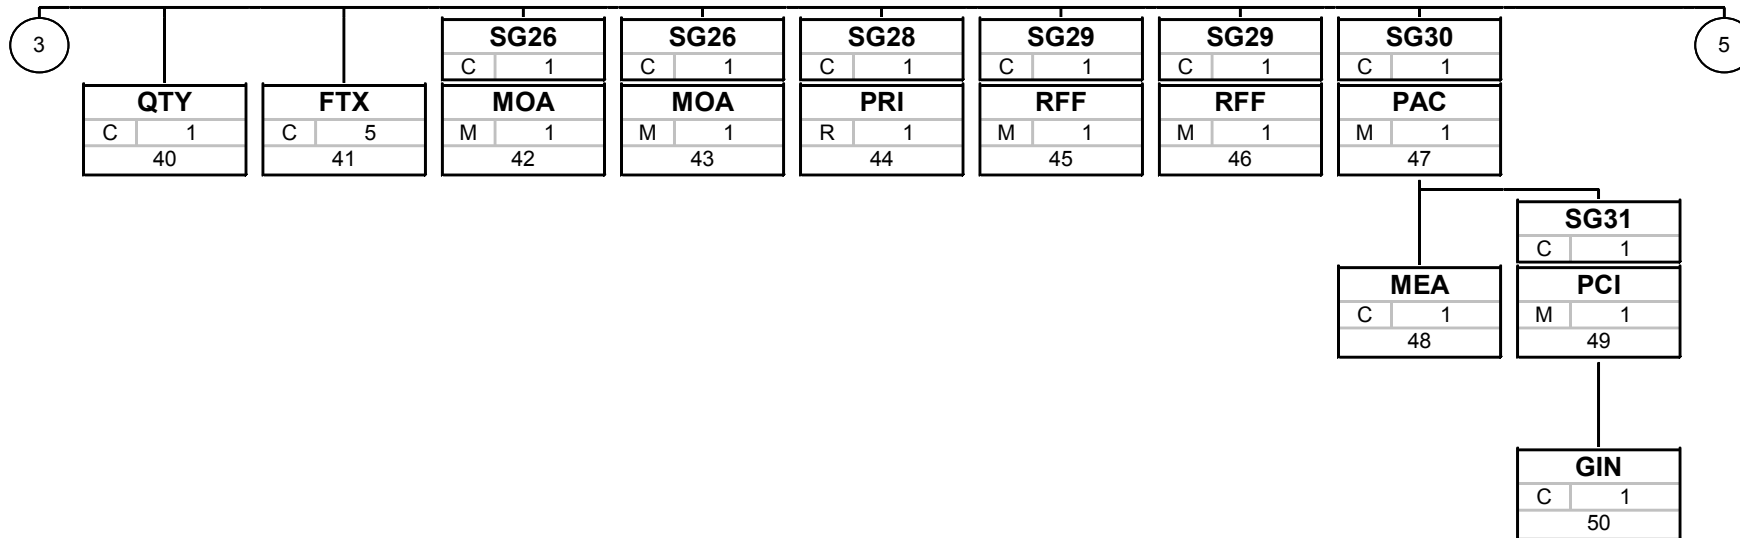 3
SG26
C 1
SG26
C 1
SG28
C 1
SG29
C 1
SG29
C 1
SG30
C 1
5
QTY
C 1
40
FTX
C 5
41
MOA
M 1
42
MOA
M 1
43
PRI
R 1
44
RFF
M 1
45
RFF
M 1
46
PAC
M 1
47
SG31
C 1
MEA
C 1
48
PCI
M 1
49
GIN
C 1
50